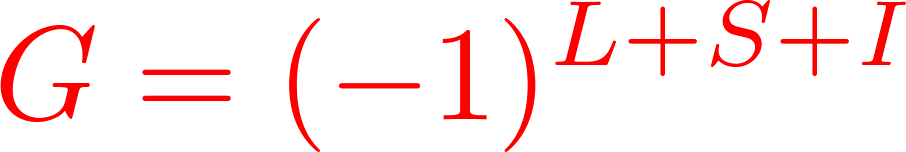 G = (−1)^{L+S+I}